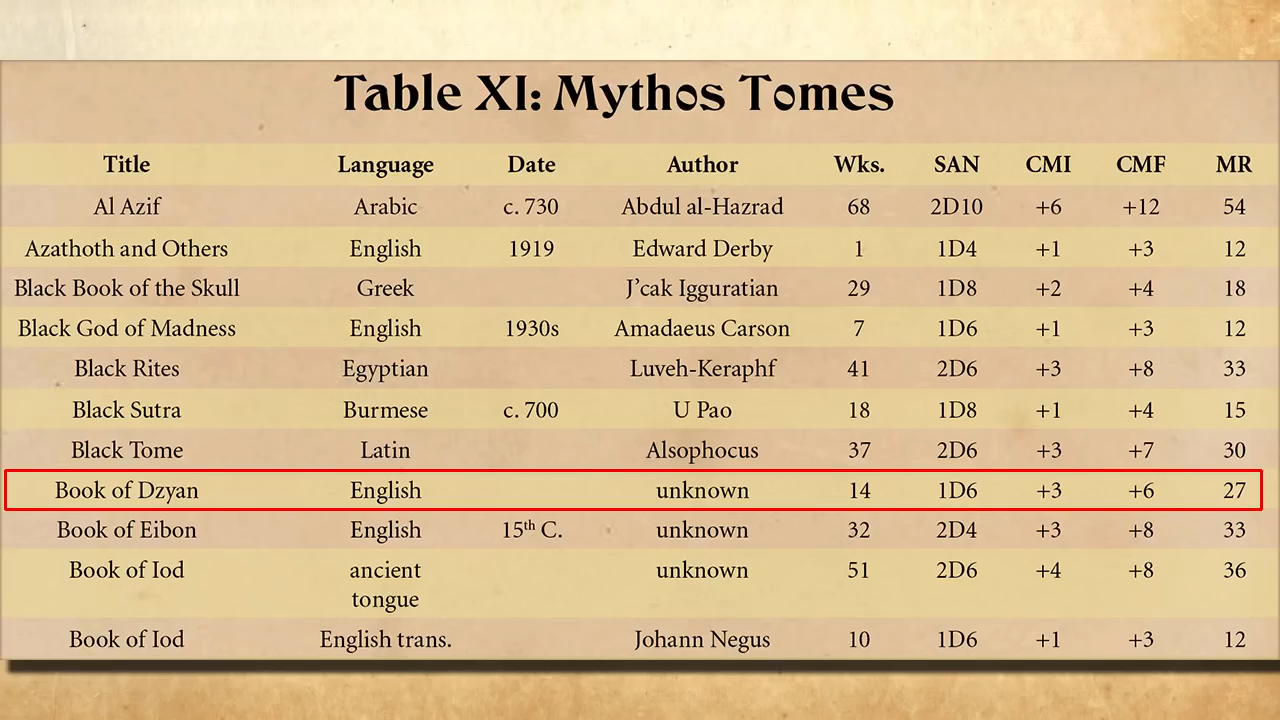 Table XI: Mythos Tomes
Title Language Date Author Wks. SAN CMI CMF MR
Al Azif Arabic c. 730 Abdul al-Hazrad 68 2D10 +6 +12 54
Azathoth and Others English 1919 Edward Derby 1 1D4 +1 +3 12
Black Book of the Skull Greek J’cak Igguratian 29 1D8 +2 +4 18
Black God of Madness English 1930s Amadaeus Carson 7 1D6 +1 +3 12
Black Rites Egyptian Luveh-Keraphf 41 2D6 +3 +8 33
Black Sutra Burmese c. 700 U Pao 18 1D8 +1 +4 15
Black Tome Latin Alsophocus 37 2D6 +3 +7 30
Book of Dzyan English unknown 14 1D6 +3 +6 27
Book of Eibon English 15th C. unknown 32 2D4 +3 +8 33
Book of Iod ancient unknown 51 2D6 +4 +8 36
tongue
Book of Iod English trans. Johann Negus 10 1D6 +1 +3 12